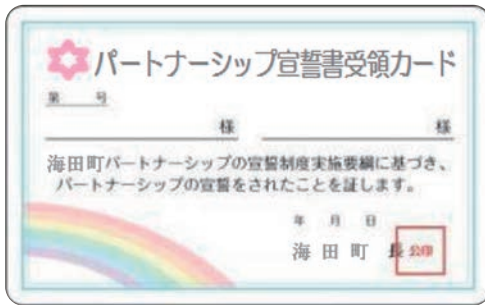 パートナーシップ宣誓書受領カード
第　号
様　様
海田町パートナーシップの宣誓制度実施要綱に基づき、
パートナーシップの宣誓をされたことを証します。
年　月　日
海 田 町 長 公印